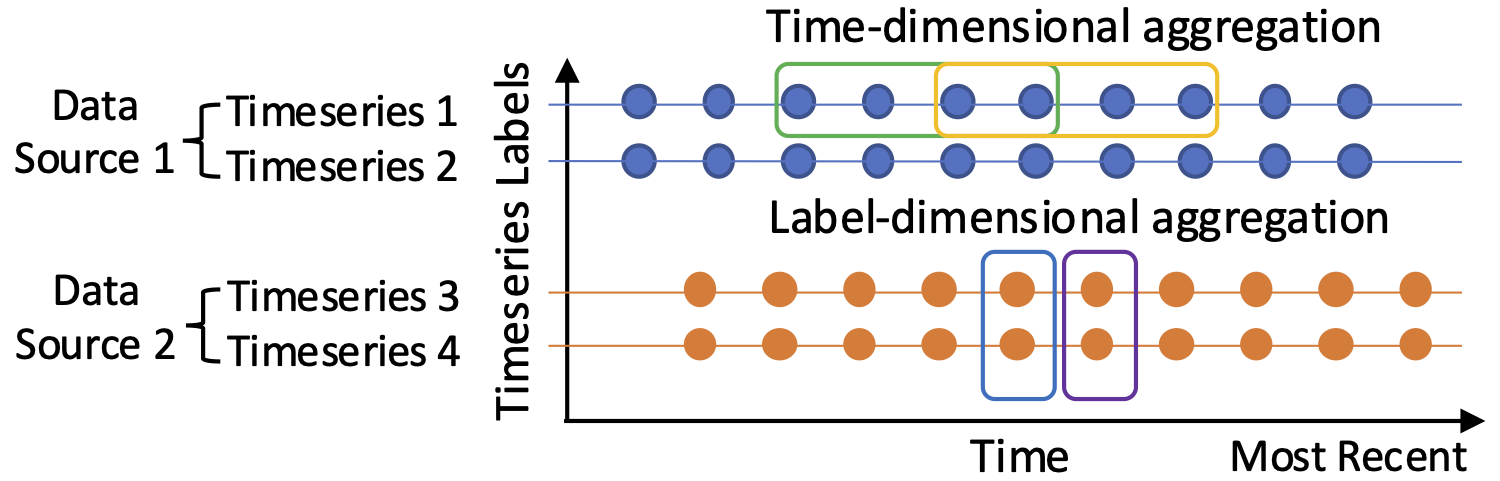 Time-dimensional aggregation
Data
Source 1
Timeseries 1
Timeseries 2
Timeseries Labels
Label-dimensional aggregation
Data
Source 2
Timeseries 3
Timeseries 4
Time
Most Recent